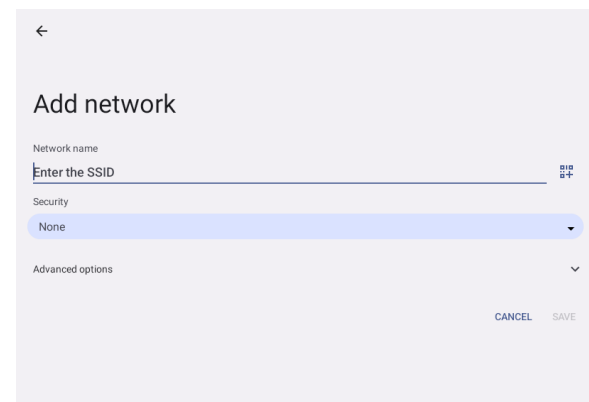 Add network
Network name
Enter the SSID
Security
None
Advanced options
CANCEL SAVE